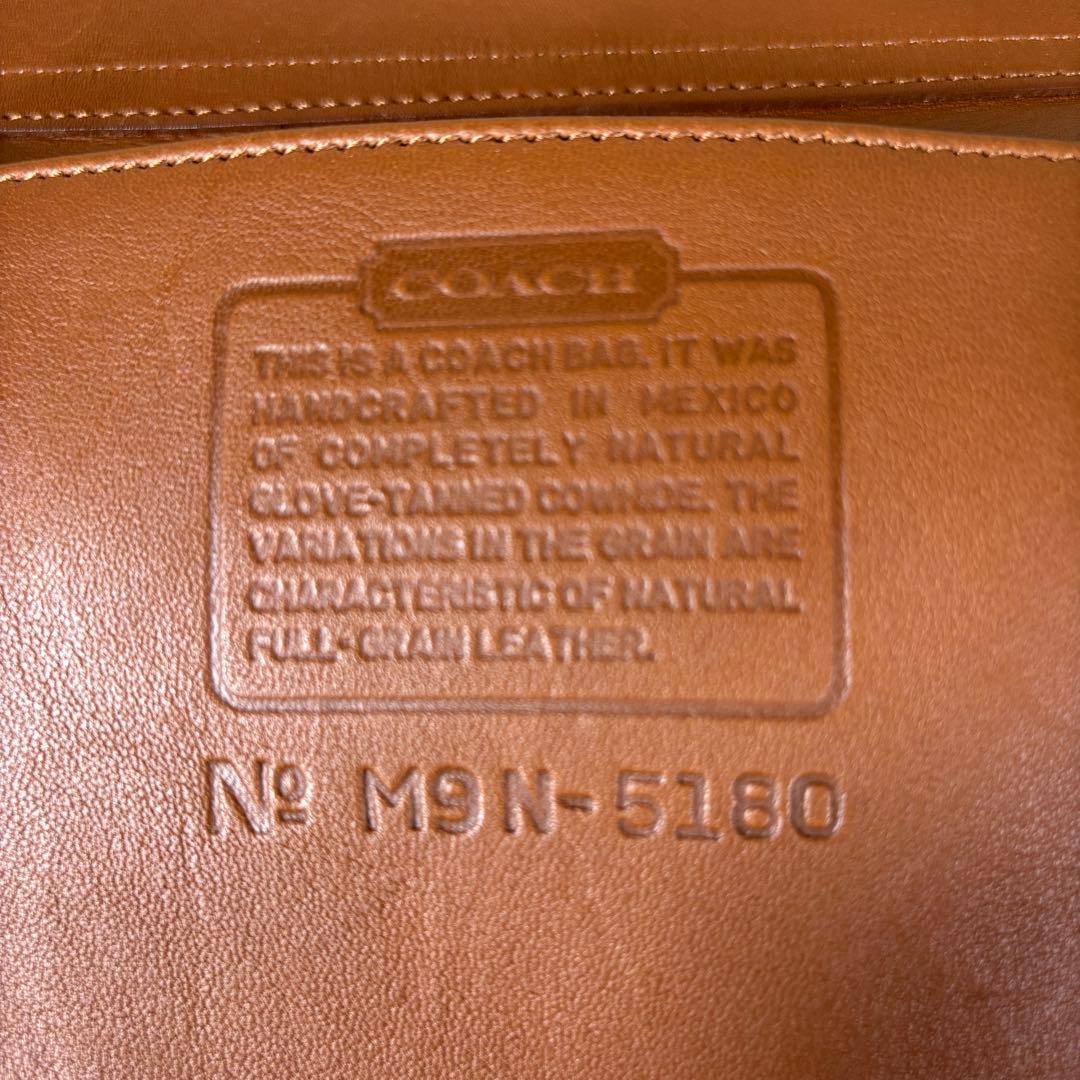 COACH
THIS IS A COACH BAG. IT WAS
HANDCRAFTED IN MEXICO
OF COMPLETELY NATURAL
GLOVE-TANNED COWHIDE. THE
VARIATIONS IN THE GRAIN ARE
CHARACTERISTIC OF NATURAL
FULL-GRAIN LEATHER.
Nº M9N-5180